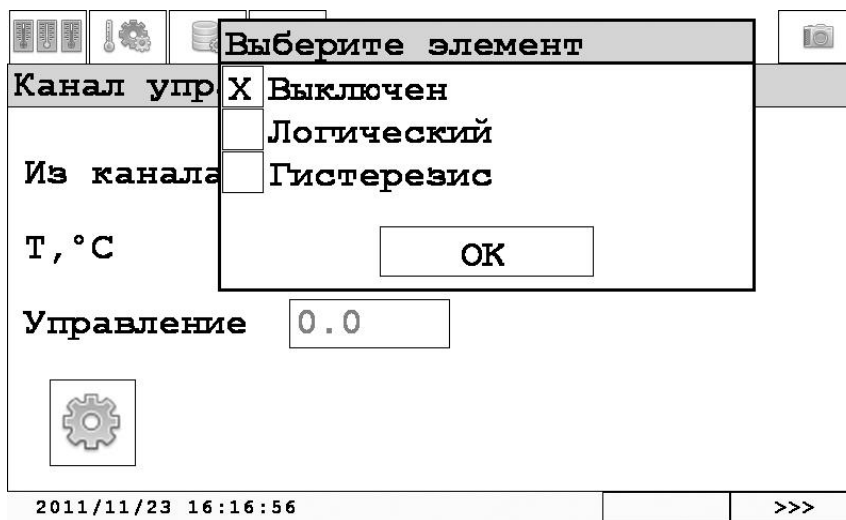 Выберите элемент
Канал упр
X Выключен
Логический
Из канала
Гистерезис
T,°C
OK
Управление 0.0
2011/11/23 16:16:56 >>>